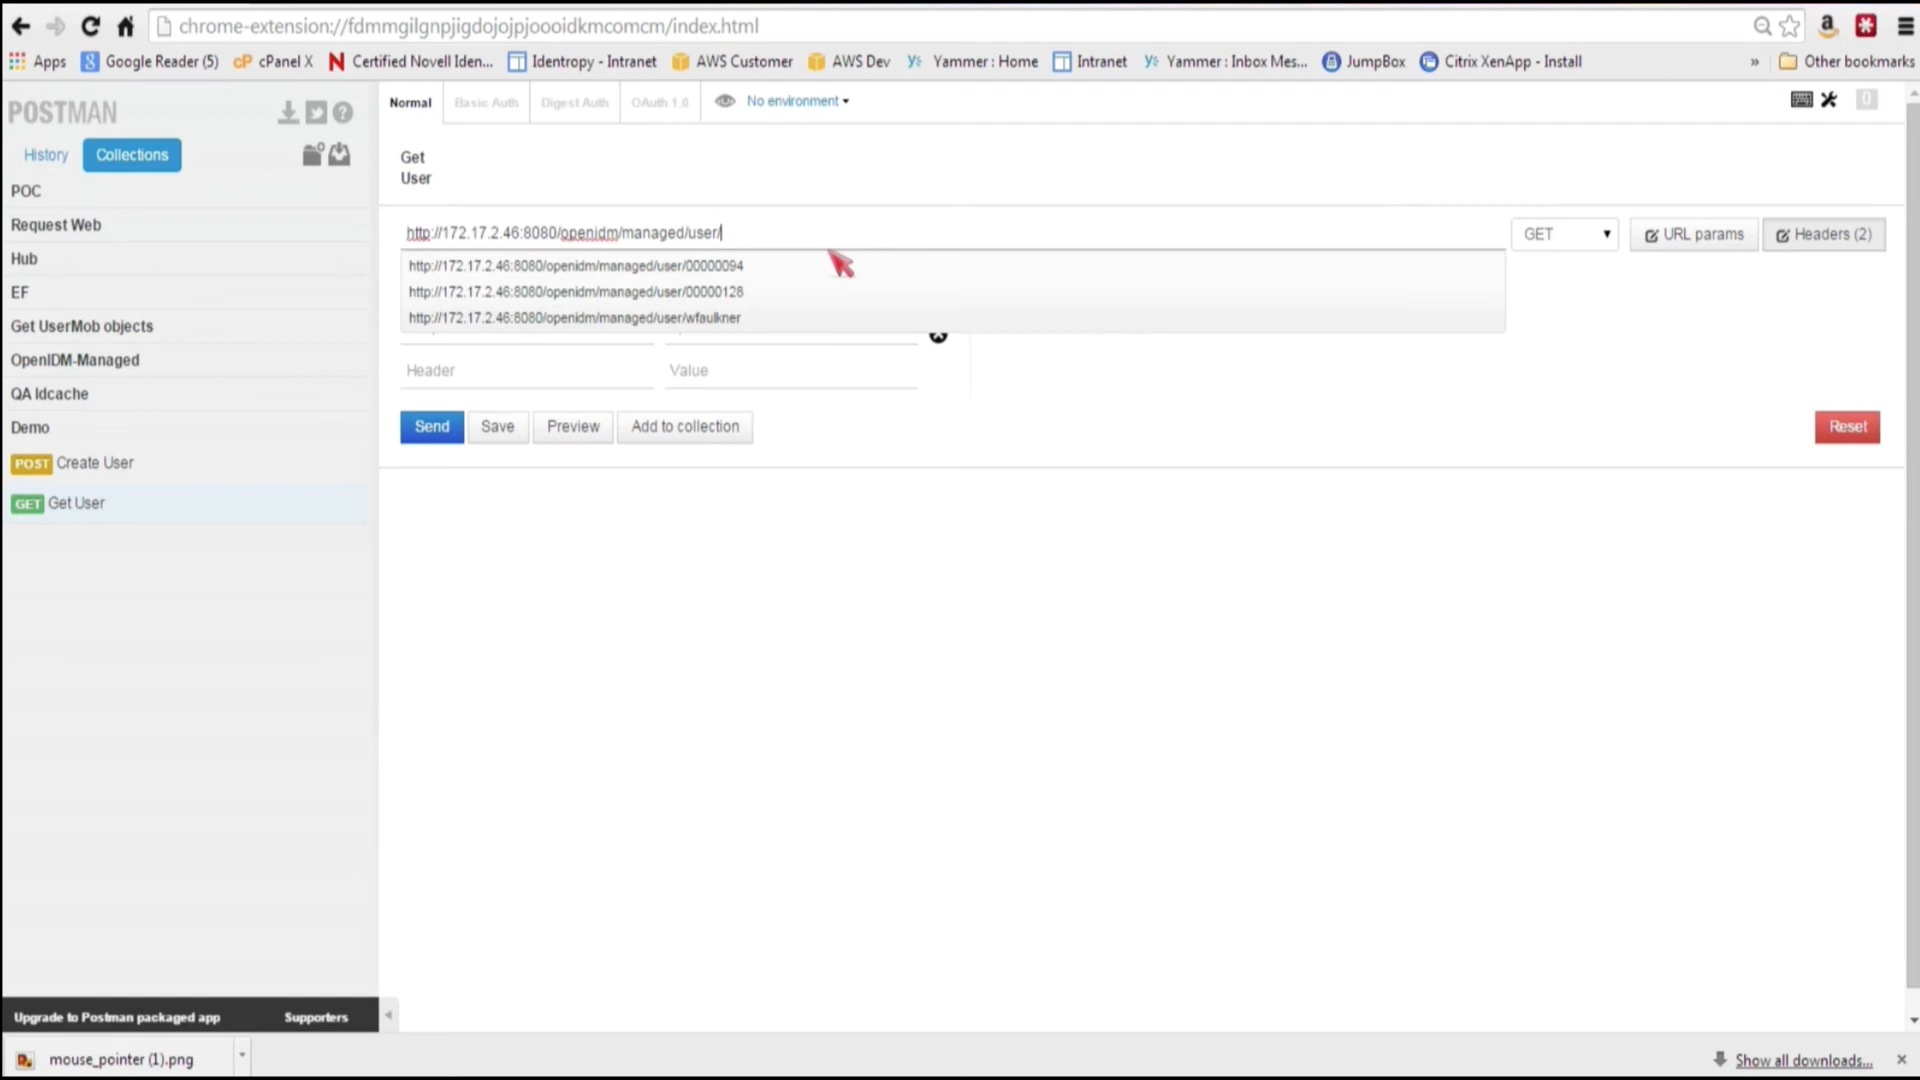 chrome-extension://fdmmgilgnpjigdojojpjoooidkmcomcm/index.html
Apps Google Reader (5) cPanel X Certified Novell Iden... Identropy - Intranet AWS Customer AWS Dev Yammer : Home Intranet Yammer : Inbox Mes... JumpBox Citrix XenApp - Install » Other bookmarks
POSTMAN
Normal Basic Auth Digest Auth OAuth 1.0 No environment 0
History Collections
Get
User
POC
Request Web
Hub
EF
Get UserMob objects
OpenIDM-Managed
QA Idcache
Demo
POST Create User
GET Get User
http://172.17.2.46:8080/openidm/managed/user/ GET URL params Headers (2)
http://172.17.2.46:8080/openidm/managed/user/00000094
http://172.17.2.46:8080/openidm/managed/user/00000128
http://172.17.2.46:8080/openidm/managed/user/wfaulkner
Header Value
Send Save Preview Add to collection Reset
Upgrade to Postman packaged app Supporters
mouse_pointer (1).png Show all downloads...